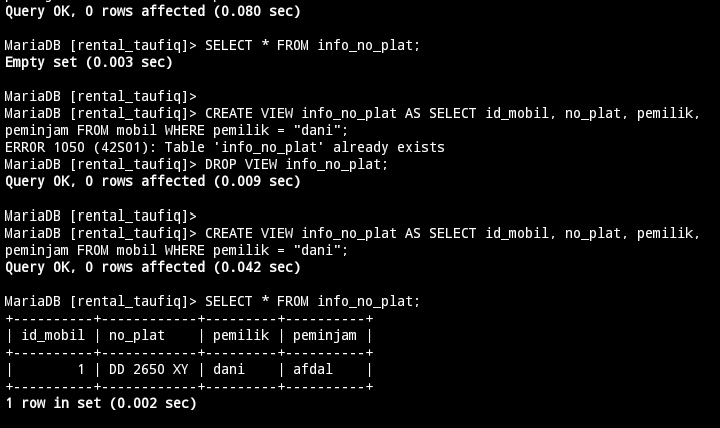 Query OK, 0 rows affected (0.080 sec)
MariaDB [rental_taufiq]> SELECT * FROM info_no_plat;
Empty set (0.003 sec)
MariaDB [rental_taufiq]>
MariaDB [rental_taufiq]> CREATE VIEW info_no_plat AS SELECT id_mobil, no_plat, pemilik,
peminjam FROM mobil WHERE pemilik = "dani";
ERROR 1050 (42S01): Table 'info_no_plat' already exists
MariaDB [rental_taufiq]> DROP VIEW info_no_plat;
Query OK, 0 rows affected (0.009 sec)
MariaDB [rental_taufiq]>
MariaDB [rental_taufiq]> CREATE VIEW info_no_plat AS SELECT id_mobil, no_plat, pemilik,
peminjam FROM mobil WHERE pemilik = "dani";
Query OK, 0 rows affected (0.042 sec)
MariaDB [rental_taufiq]> SELECT * FROM info_no_plat;
+----------+------------+---------+----------+
| id_mobil | no_plat    | pemilik | peminjam |
+----------+------------+---------+----------+
|        1 | DD 2650 XY | dani    | afdal    |
+----------+------------+---------+----------+
1 row in set (0.002 sec)